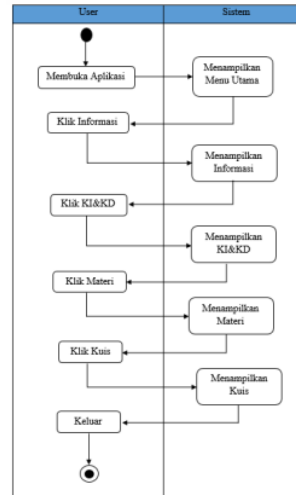 User
Sistem
Membuka Aplikasi
Menampilkan
Menu Utama
Klik Informasi
Menampilkan
Informasi
Klik KI&KD
Menampilkan
KI&KD
Klik Materi
Menampilkan
Materi
Klik Kuis
Menampilkan
Kuis
Keluar